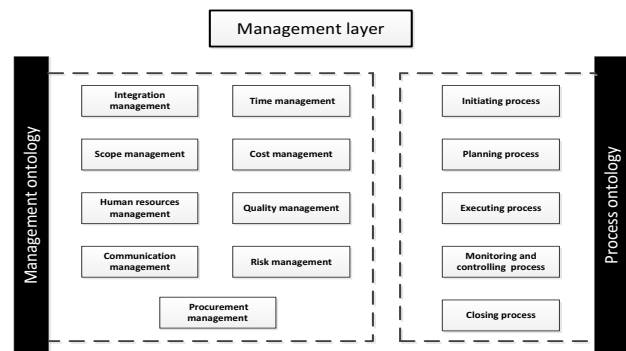 Management layer
Management ontology
Integration
management
Time management
Scope management
Cost management
Human resources
management
Quality management
Communication
management
Risk management
Procurement
management
Initiating process
Planning process
Executing process
Monitoring and
controlling process
Closing process
Process ontology